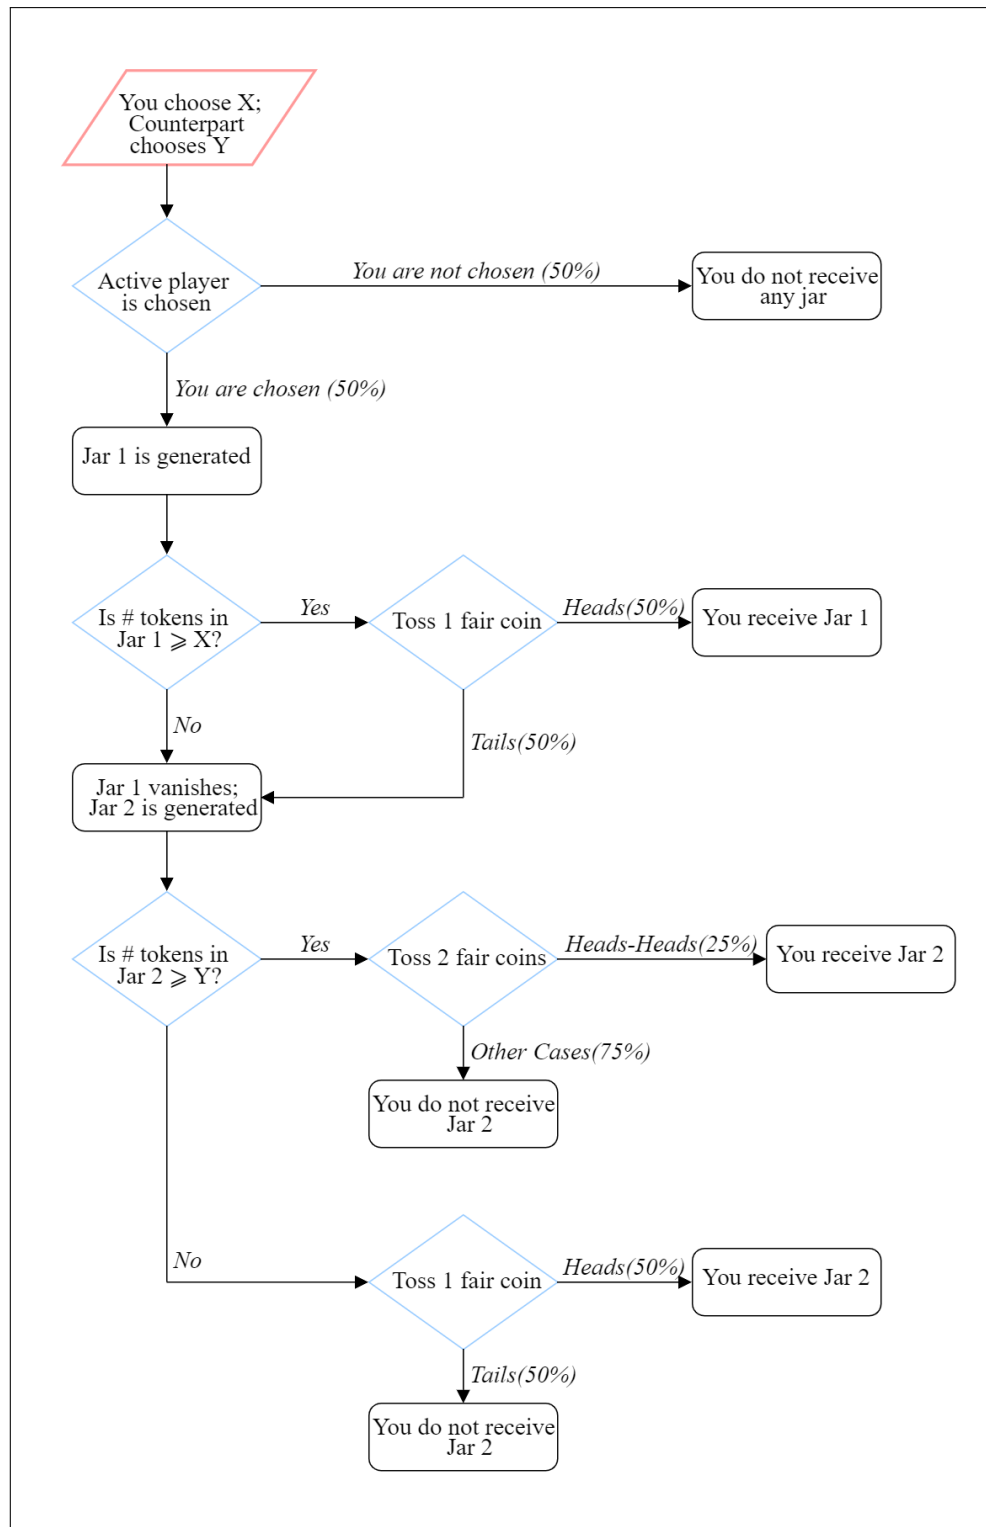 You choose X;
Counterpart
chooses Y
Active player
is chosen
You are not chosen (50%)
You do not receive
any jar
You are chosen (50%)
Jar 1 is generated
Is # tokens in
Jar 1 ⩾ X?
Yes
Toss 1 fair coin
Heads(50%)
You receive Jar 1
No
Tails(50%)
Jar 1 vanishes;
Jar 2 is generated
Is # tokens in
Jar 2 ⩾ Y?
Yes
Toss 2 fair coins
Heads-Heads(25%)
You receive Jar 2
Other Cases(75%)
You do not receive
Jar 2
No
Toss 1 fair coin
Heads(50%)
You receive Jar 2
Tails(50%)
You do not receive
Jar 2